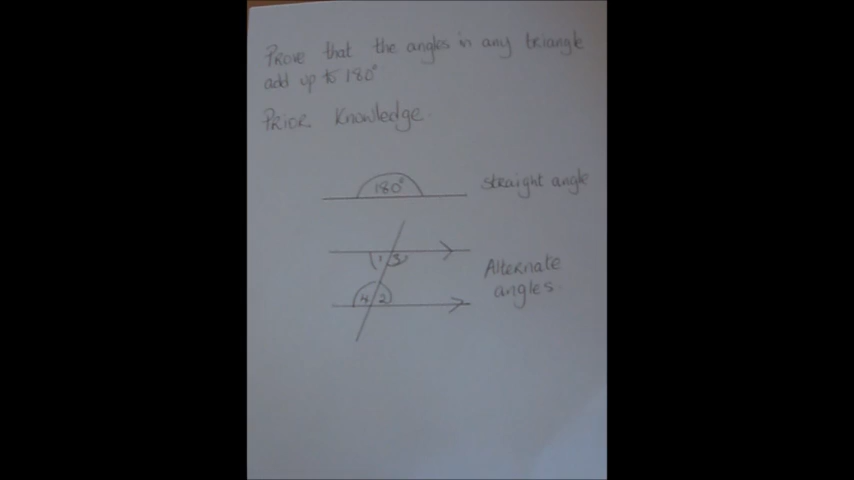 Prove that the angles in any triangle
add up to 180°
PRIOR Knowledge.
180°
straight angle
1 3
Alternate
angles.
4 2